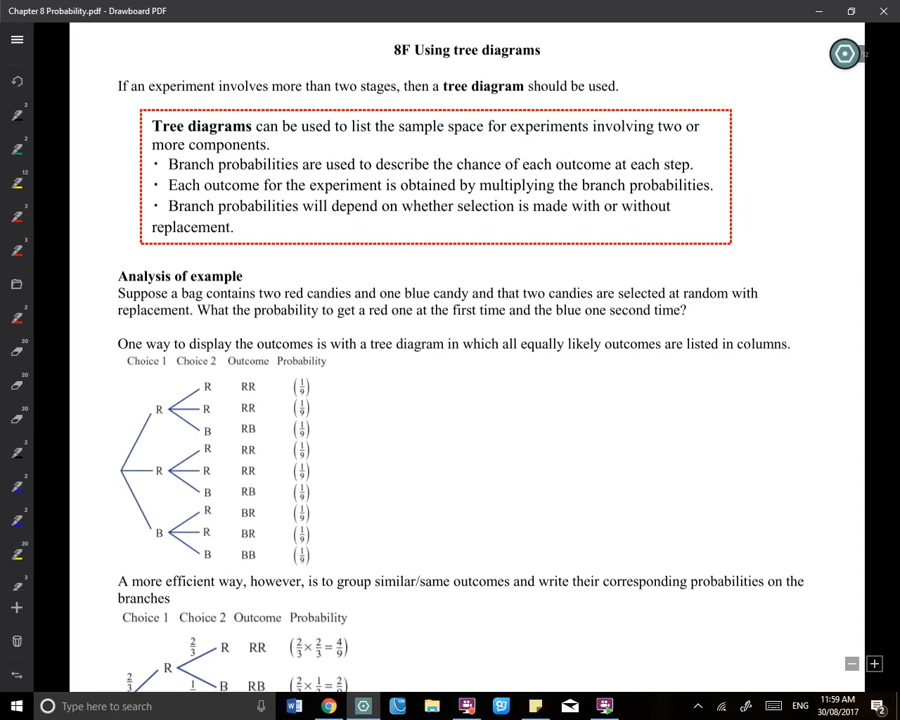 Chapter 8 Probability.pdf - Drawboard PDF
8F Using tree diagrams
If an experiment involves more than two stages, then a tree diagram should be used.
Tree diagrams can be used to list the sample space for experiments involving two or
more components.
· Branch probabilities are used to describe the chance of each outcome at each step.
· Each outcome for the experiment is obtained by multiplying the branch probabilities.
· Branch probabilities will depend on whether selection is made with or without
replacement.
Analysis of example
Suppose a bag contains two red candies and one blue candy and that two candies are selected at random with
replacement. What the probability to get a red one at the first time and the blue one second time?
One way to display the outcomes is with a tree diagram in which all equally likely outcomes are listed in columns.
Choice 1 Choice 2 Outcome Probability
R RR (1/9)
R R RR (1/9)
B RB (1/9)
R RR (1/9)
R R RR (1/9)
B RB (1/9)
R BR (1/9)
B R BR (1/9)
B BB (1/9)
A more efficient way, however, is to group similar/same outcomes and write their corresponding probabilities on the
branches
Choice 1 Choice 2 Outcome Probability
2/3 R RR (2/3 × 2/3 = 4/9)
R
2/3 1 B RB (2/3 × 1/3 = 2/9)
Type here to search
ENG
11:59 AM
30/08/2017
2